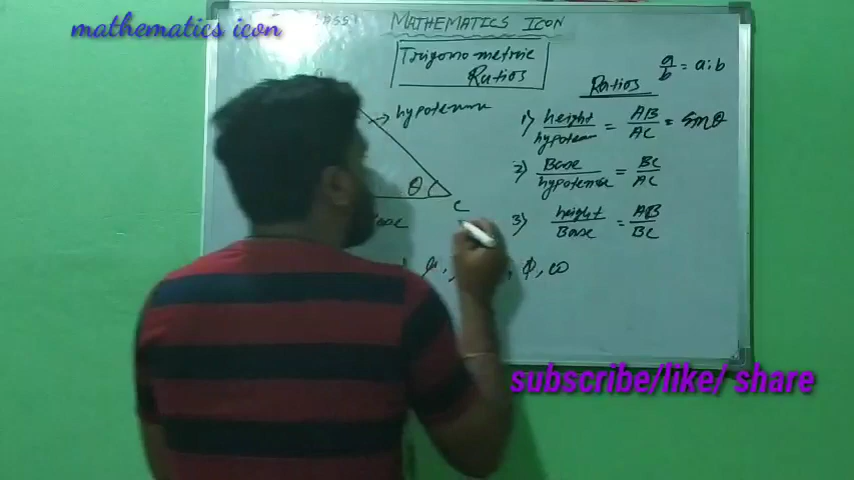 mathematics icon
MATHEMATICS ICON
Trigonometric
Ratios
a/b = a:b
Ratios
hypotenuse
1) height/hypoten = AB/AC = Sinθ
2) Base/hypotenuse = BC/AC
θ
C
3) height/Base = AB/BC
, ϕ, ω
subscribe/like/ share